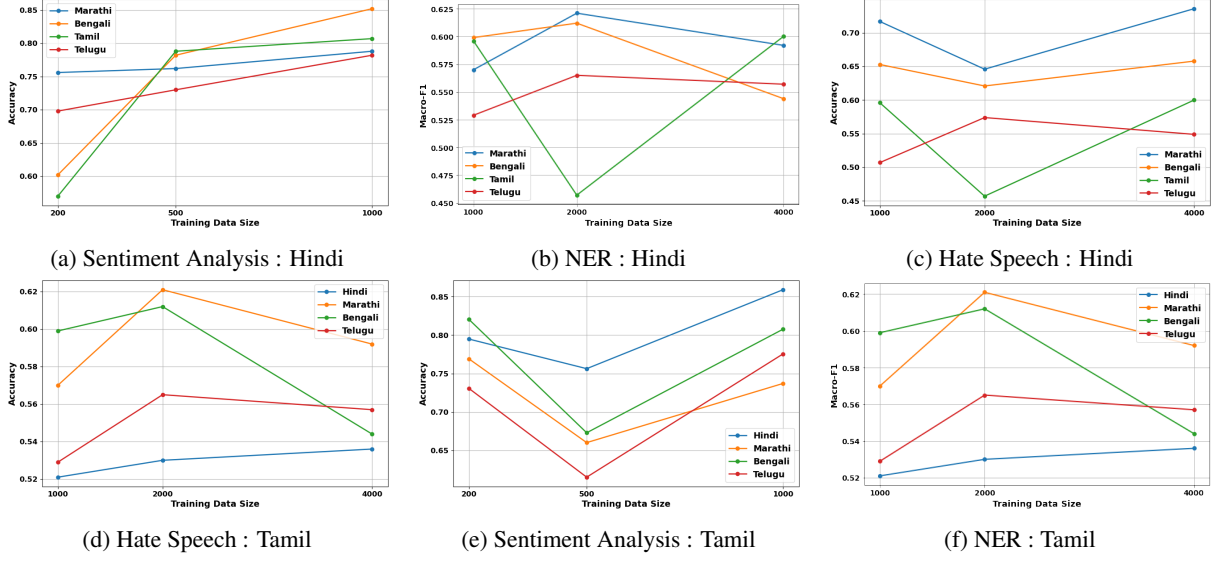 0.85
0.80
0.75
0.70
0.65
0.60
Accuracy
Marathi
Bengali
Tamil
Telugu
200
500
1000
Training Data Size
(a) Sentiment Analysis : Hindi
0.600
0.575
0.550
0.525
0.500
0.475
0.450
Macro-F1
Marathi
Bengali
Tamil
Telugu
1000
2000
4000
Training Data Size
(b) NER : Hindi
0.70
0.65
0.60
0.55
0.50
0.45
Accuracy
Marathi
Bengali
Tamil
Telugu
1000
2000
4000
Training Data Size
(c) Hate Speech : Hindi
0.62
0.60
0.58
0.56
0.54
0.52
Accuracy
Hindi
Marathi
Bengali
Telugu
1000
2000
4000
Training Data Size
(d) Hate Speech : Tamil
0.85
0.80
0.75
0.70
0.65
Accuracy
Hindi
Marathi
Bengali
Telugu
200
500
1000
Training Data Size
(e) Sentiment Analysis : Tamil
0.62
0.60
0.58
0.56
0.54
0.52
Macro-F1
Hindi
Marathi
Bengali
Telugu
1000
2000
4000
Training Data Size
(f) NER : Tamil